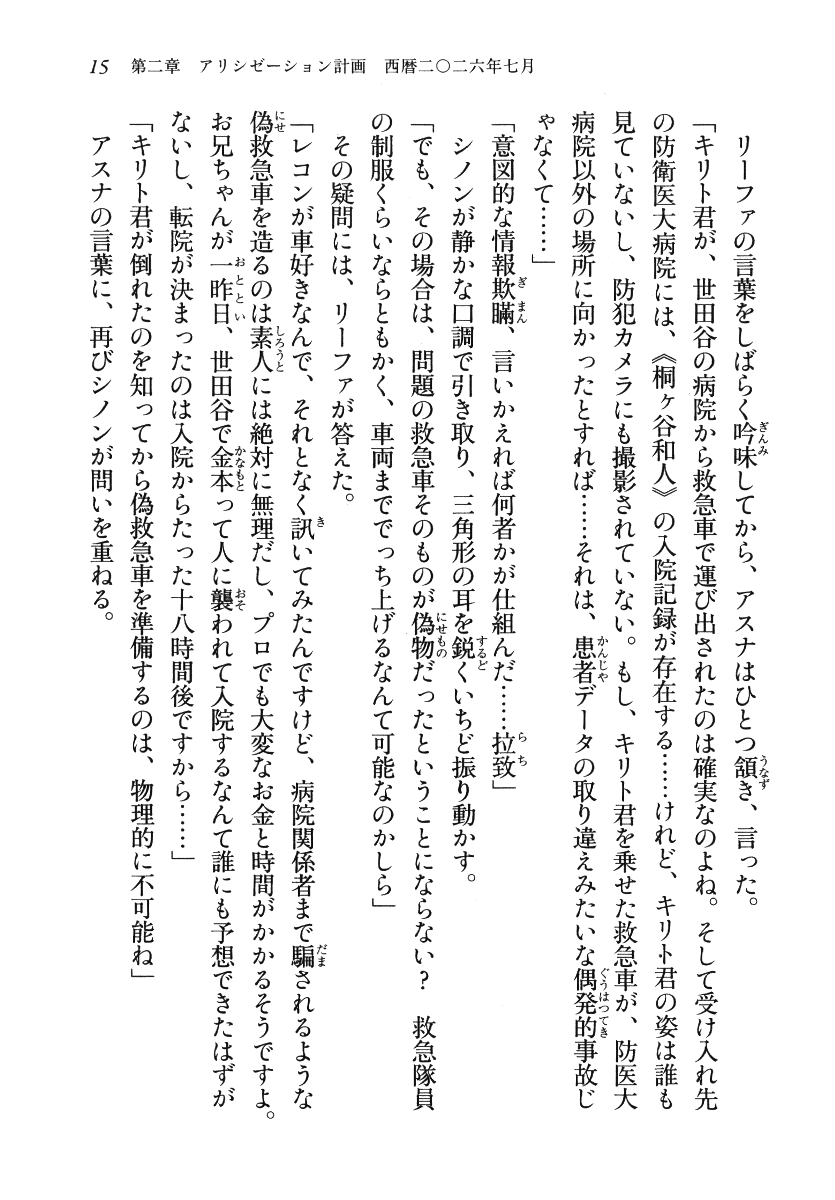 15　第二章　アリシゼーション計画　西暦二〇二六年七月
　リーファの言葉をしばらく吟味してから、アスナはひとつ頷き、言った。
「キリト君が、世田谷の病院から救急車で運び出されたのは確実なのよね。そして受け入れ先
の防衛医大病院には、《桐ヶ谷和人》の入院記録が存在する……けれど、キリト君の姿は誰も
見ていないし、防犯カメラにも撮影されていない。もし、キリト君を乗せた救急車が、防医大
病院以外の場所に向かったとすれば……それは、患者データの取り違えみたいな偶発的事故じ
ゃなくて……」
「意図的な情報欺瞞、言いかえれば何者かが仕組んだ……拉致」
　シノンが静かな口調で引き取り、三角形の耳を鋭くいちど振り動かす。
「でも、その場合は、問題の救急車そのものが偽物だったということにならない？　救急隊員
の制服くらいならともかく、車両まででっち上げるなんて可能なのかしら」
　その疑問には、リーファが答えた。
「レコンが車好きなんで、それとなく訊いてみたんですけど、病院関係者まで騙されるような
偽救急車を造るのは素人には絶対に無理だし、プロでも大変なお金と時間がかかるそうですよ。
お兄ちゃんが一昨日、世田谷で金本って人に襲われて入院するなんて誰にも予想できたはずが
ないし、転院が決まったのは入院からたった十八時間後ですから……」
「キリト君が倒れたのを知ってから偽救急車を準備するのは、物理的に不可能ね」
　アスナの言葉に、再びシノンが問いを重ねる。